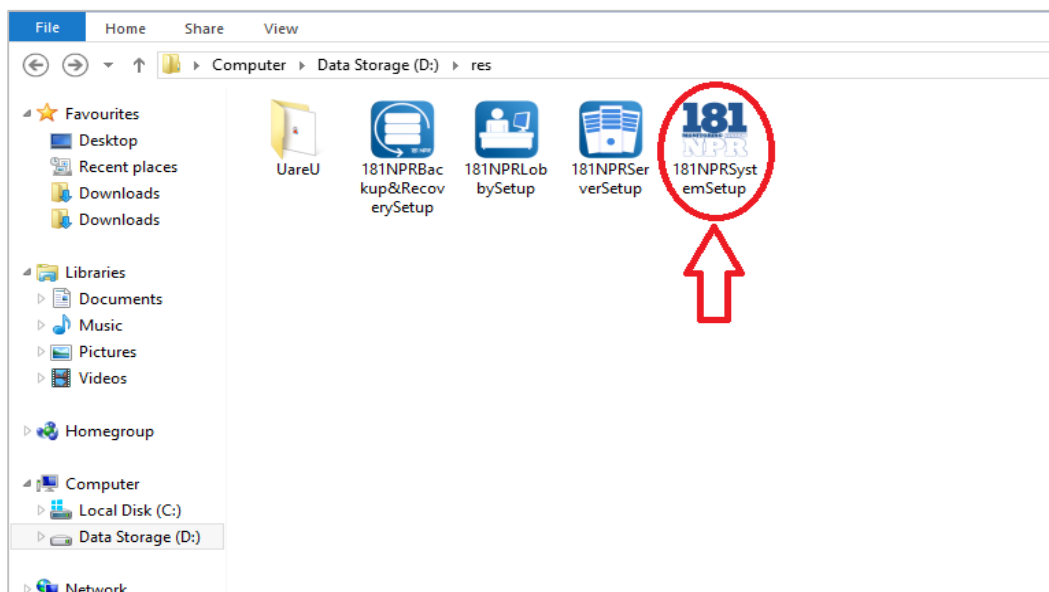 File Home Share View
Computer Data Storage (D:) res
Favourites
Desktop
Recent places
Downloads
Downloads
Libraries
Documents
Music
Pictures
Videos
Homegroup
Computer
Local Disk (C:)
Data Storage (D:)
Network
UareU
181 NPR
181NPRBac
kup&Recov
erySetup
181NPRLob
bySetup
181NPRSer
verSetup
181
NPR
181NPRSyst
emSetup